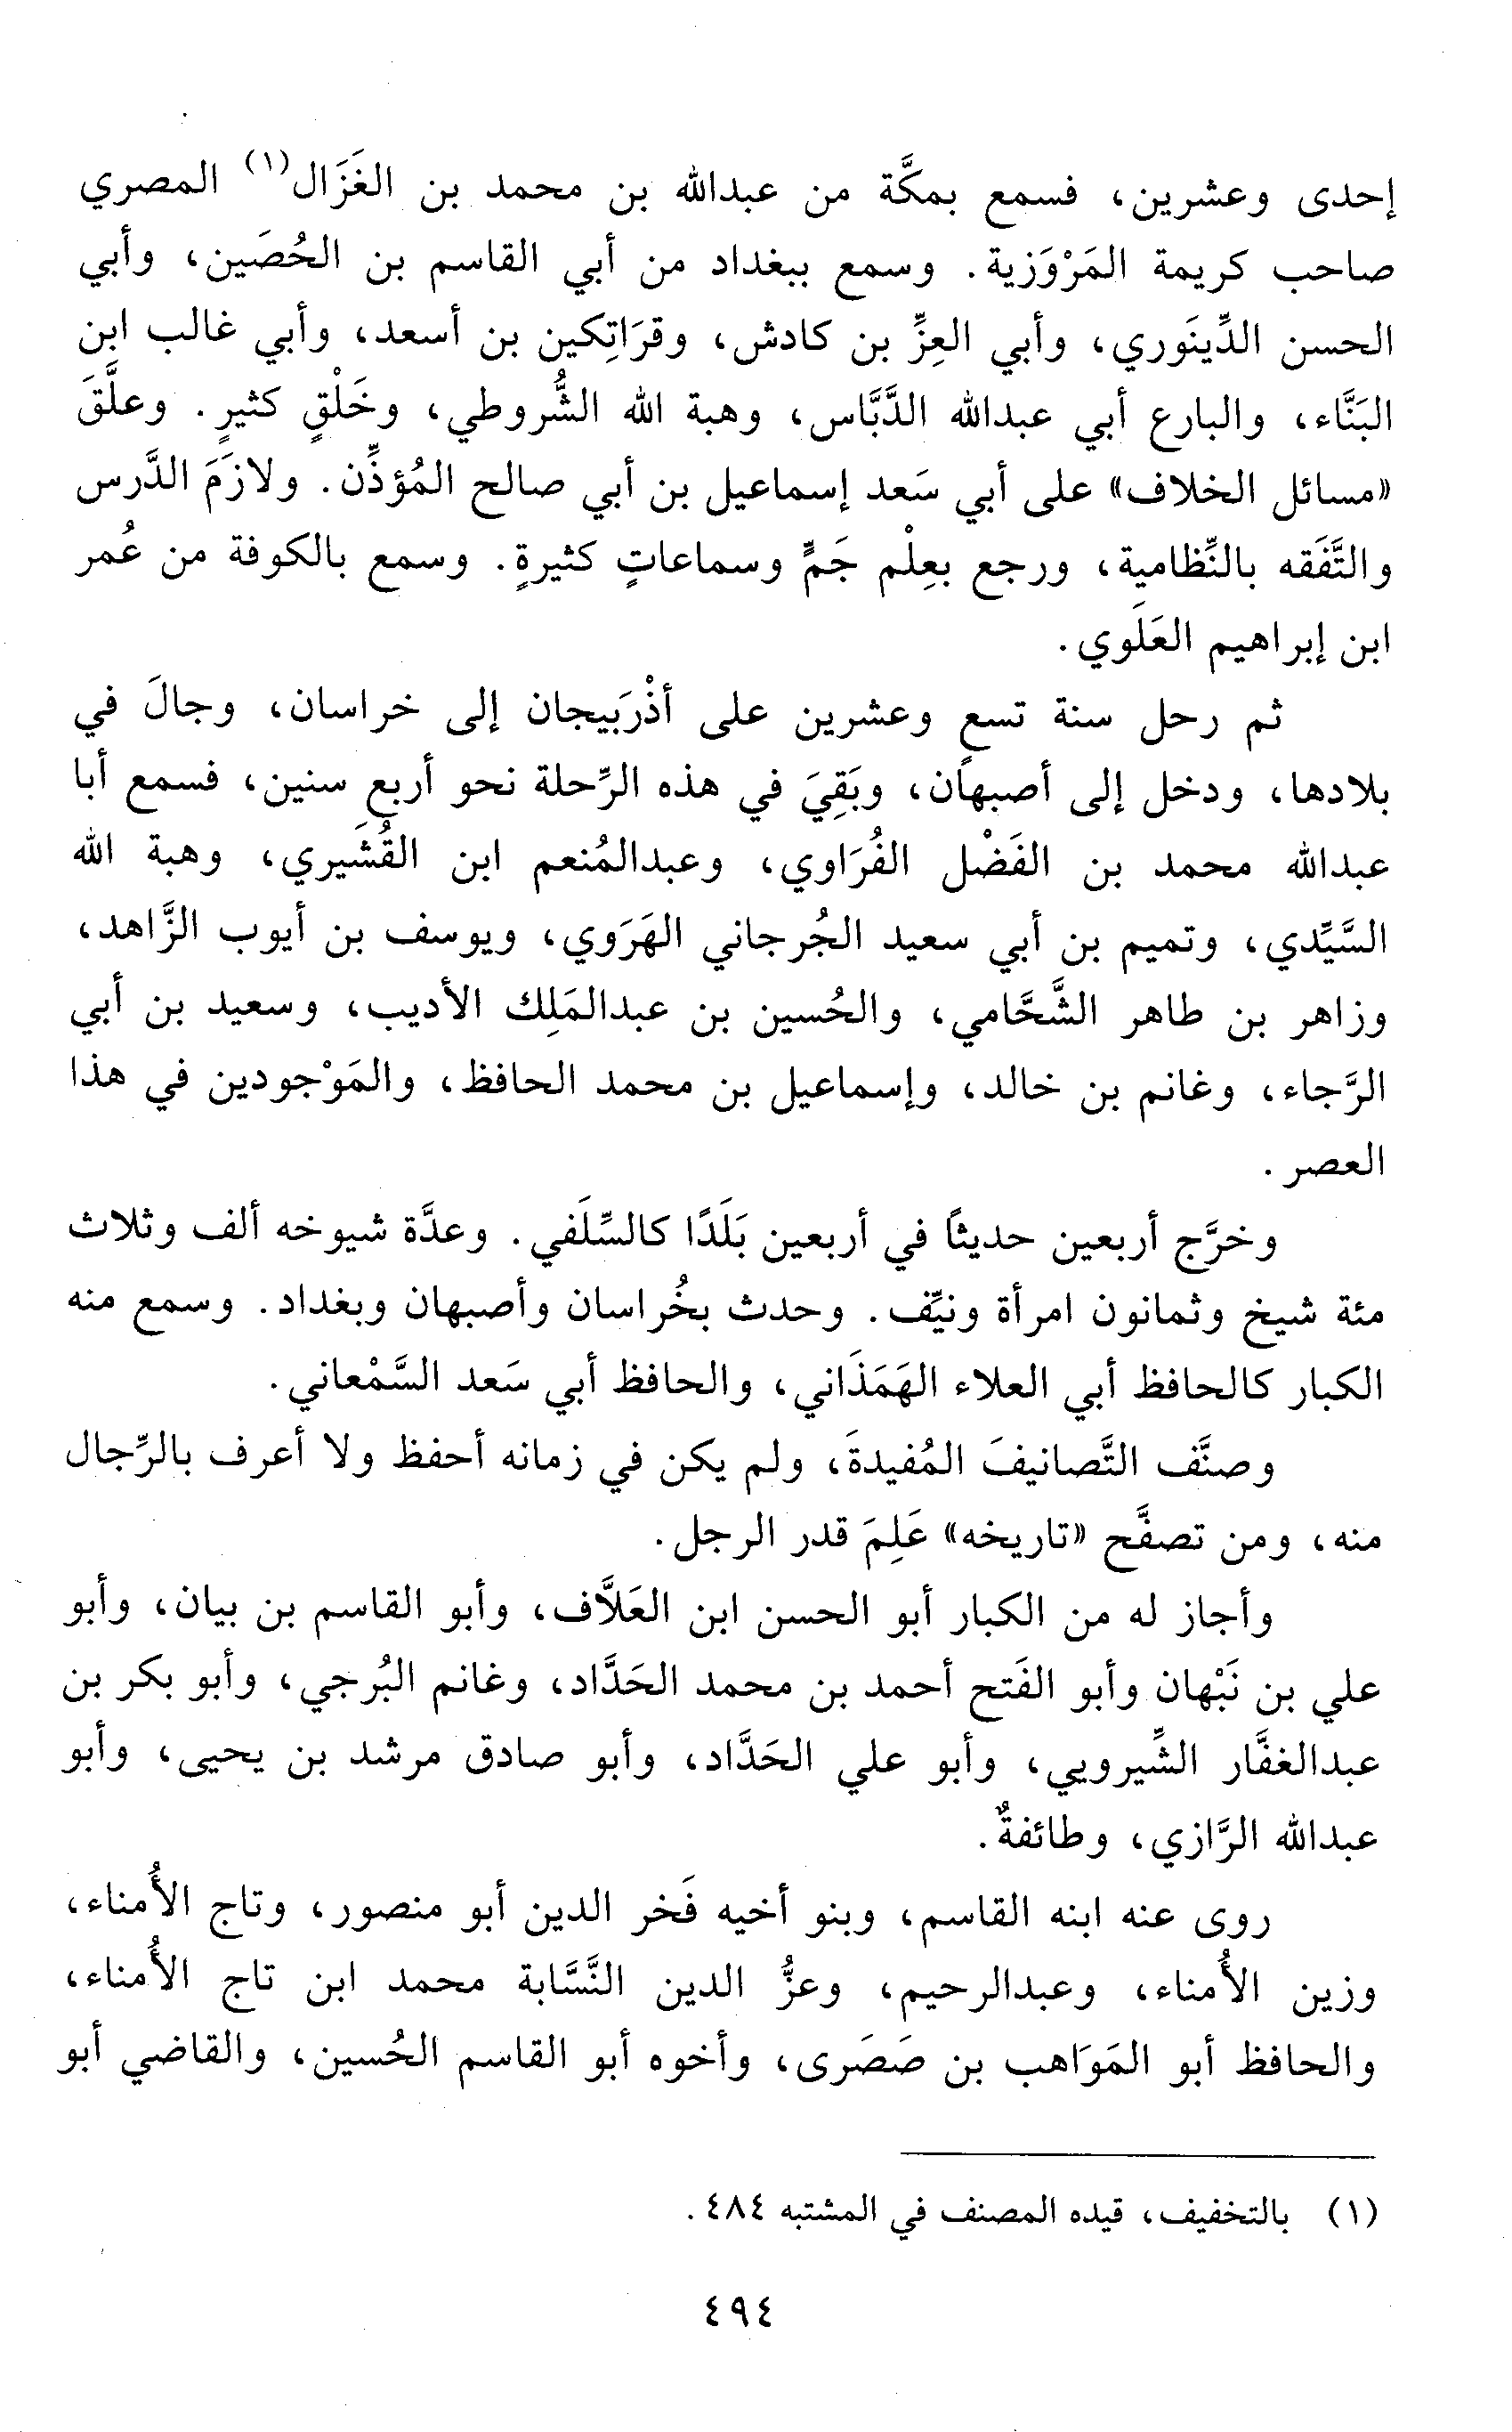 إحدى وعشرين، فسمع بمكَّة من عبدالله بن محمد بن الغَزَال(١) المصري
صاحب كريمة المَرْوَزية. وسمع ببغداد من أبي القاسم بن الحُصَين، وأبي
الحسن الدِّينَوري، وأبي العِزِّ بن كادش، وقرَاتِكين بن أسعد، وأبي غالب ابن
البَنَّاء، والبارع أبي عبدالله الدَّبَّاس، وهبة الله الشُّروطي، وخَلْقٍ كثيرٍ. وعلَّقَ
«مسائل الخلاف» على أبي سَعد إسماعيل بن أبي صالح المُؤذِّن. ولازَمَ الدَّرس
والتَّفَقه بالنِّظامية، ورجع بعِلْم جَمٍّ وسماعاتٍ كثيرةٍ. وسمع بالكوفة من عُمر
ابن إبراهيم العَلَوي.
ثم رحل سنة تسعٍ وعشرين على أذْرَبيجان إلى خراسان، وجالَ في
بلادها، ودخل إلى أصبهان، وبَقِيَ في هذه الرِّحلة نحو أربعِ سنين، فسمع أبا
عبدالله محمد بن الفَضْل الفُرَاوي، وعبدالمُنعم ابن القُشَيري، وهبة الله
السَّيِّدي، وتميم بن أبي سعيد الجُرجاني الهَرَوي، ويوسف بن أيوب الزَّاهد،
وزاهر بن طاهر الشَّحَّامي، والحُسين بن عبدالمَلِك الأديب، وسعيد بن أبي
الرَّجاء، وغانم بن خالد، وإسماعيل بن محمد الحافظ، والمَوْجودين في هذا
العصر.
وخرَّج أربعين حديثاً في أربعين بَلَدًا كالسِّلَفي. وعدَّة شيوخه ألف وثلاث
مئة شيخ وثمانون امرأة ونيِّف. وحدث بخُراسان وأصبهان وبغداد. وسمع منه
الكبار كالحافظ أبي العلاء الهَمَذَاني، والحافظ أبي سَعد السَّمْعاني.
وصنَّف التَّصانيفَ المُفيدةَ، ولم يكن في زمانه أحفظ ولا أعرف بالرِّجال
منه، ومن تصفَّح «تاريخه» عَلِمَ قدر الرجل.
وأجاز له من الكبار أبو الحسن ابن العَلاَّف، وأبو القاسم بن بيان، وأبو
علي بن نَبْهان وأبو الفَتح أحمد بن محمد الحَدَّاد، وغانم البُرجي، وأبو بكر بن
عبدالغفَّار الشِّيرويي، وأبو علي الحَدَّاد، وأبو صادق مرشد بن يحيى، وأبو
عبدالله الرَّازي، وطائفةٌ.
روى عنه ابنه القاسم، وبنو أخيه فَخر الدين أبو منصور، وتاج الأُمناء،
وزين الأُمناء، وعبدالرحيم، وعزُّ الدين النَّسَّابة محمد ابن تاج الأُمناء،
والحافظ أبو المَوَاهب بن صَصَرى، وأخوه أبو القاسم الحُسين، والقاضي أبو
(١) بالتخفيف، قيده المصنف في المشتبه ٤٨٤.
٤٩٤